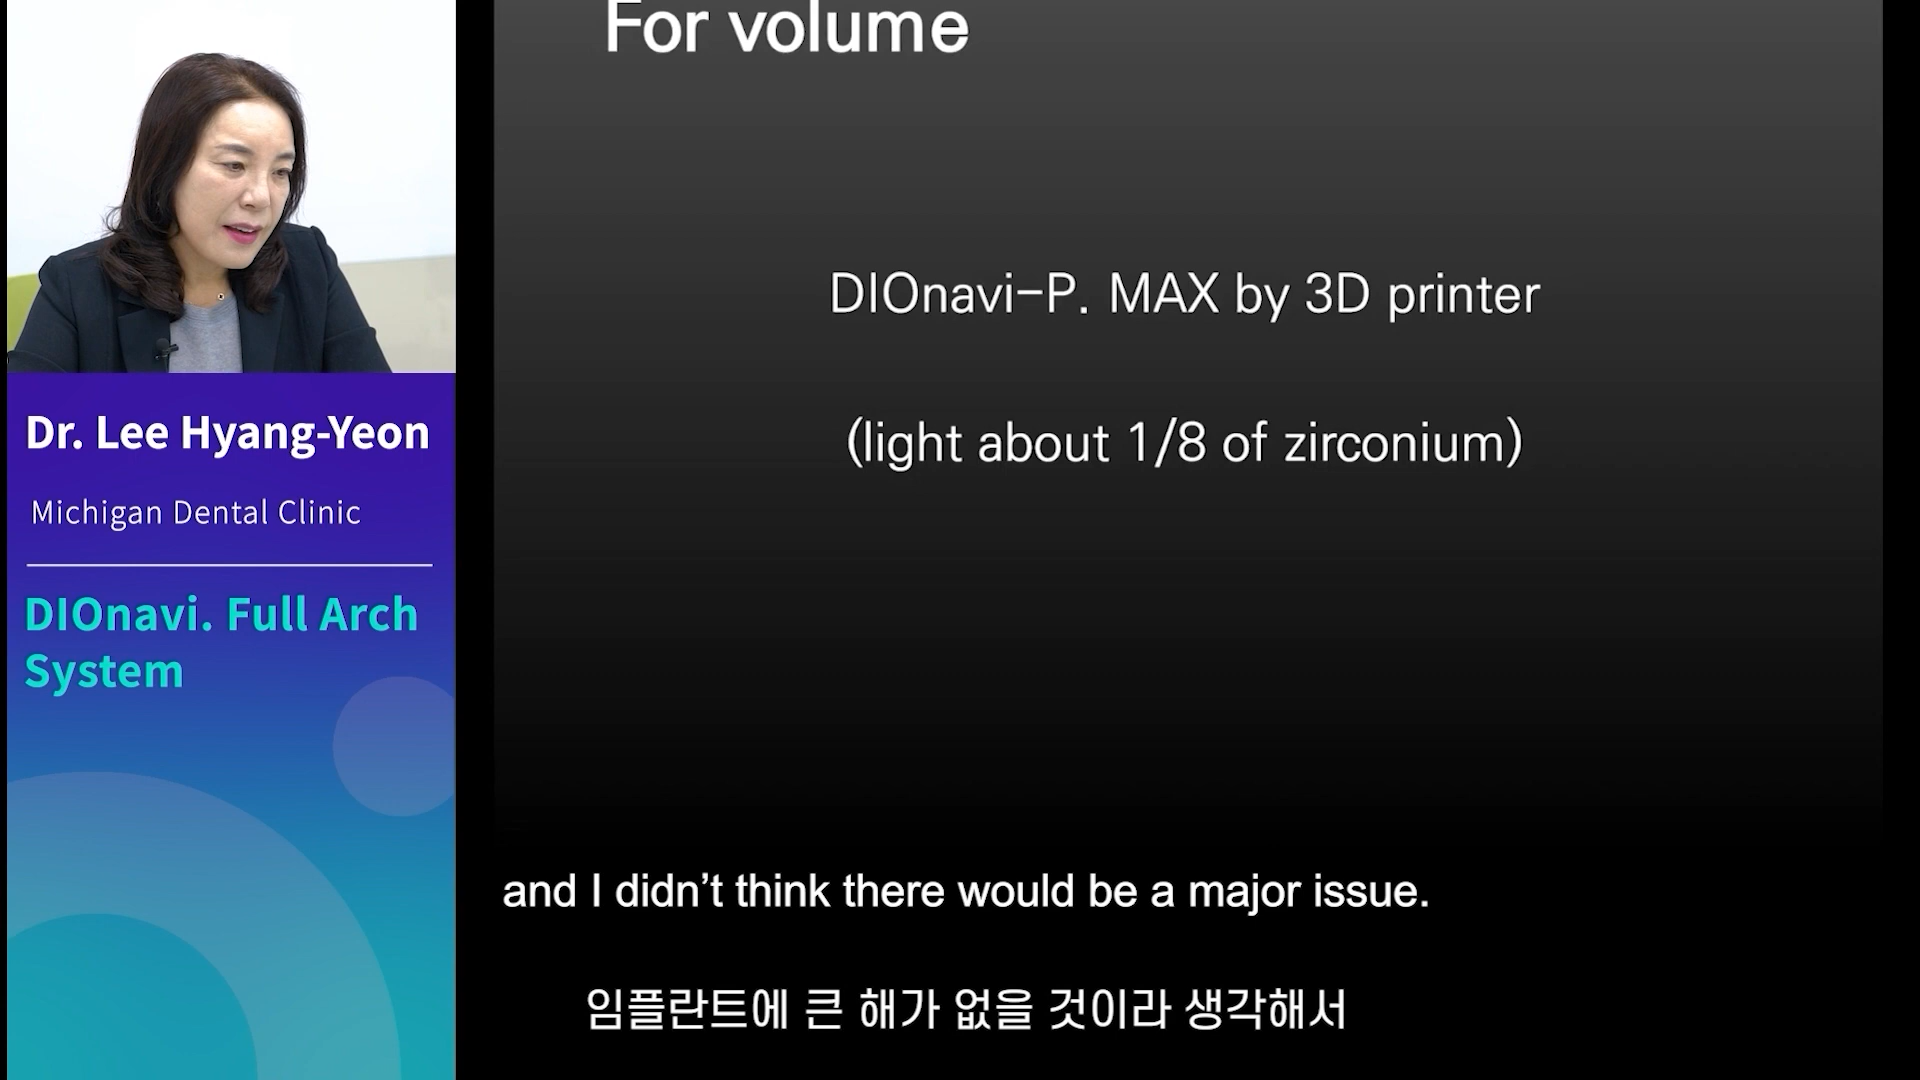 Dr. Lee Hyang-Yeon
Michigan Dental Clinic
DIOnavi. Full Arch
System
For volume
DIOnavi-P. MAX by 3D printer
(light about 1/8 of zirconium)
and I didn’t think there would be a major issue.
임플란트에 큰 해가 없을 것이라 생각해서